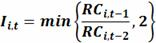 I_{i,t} = min{RC_{i,t−1} / RC_{i,t−2}, 2}